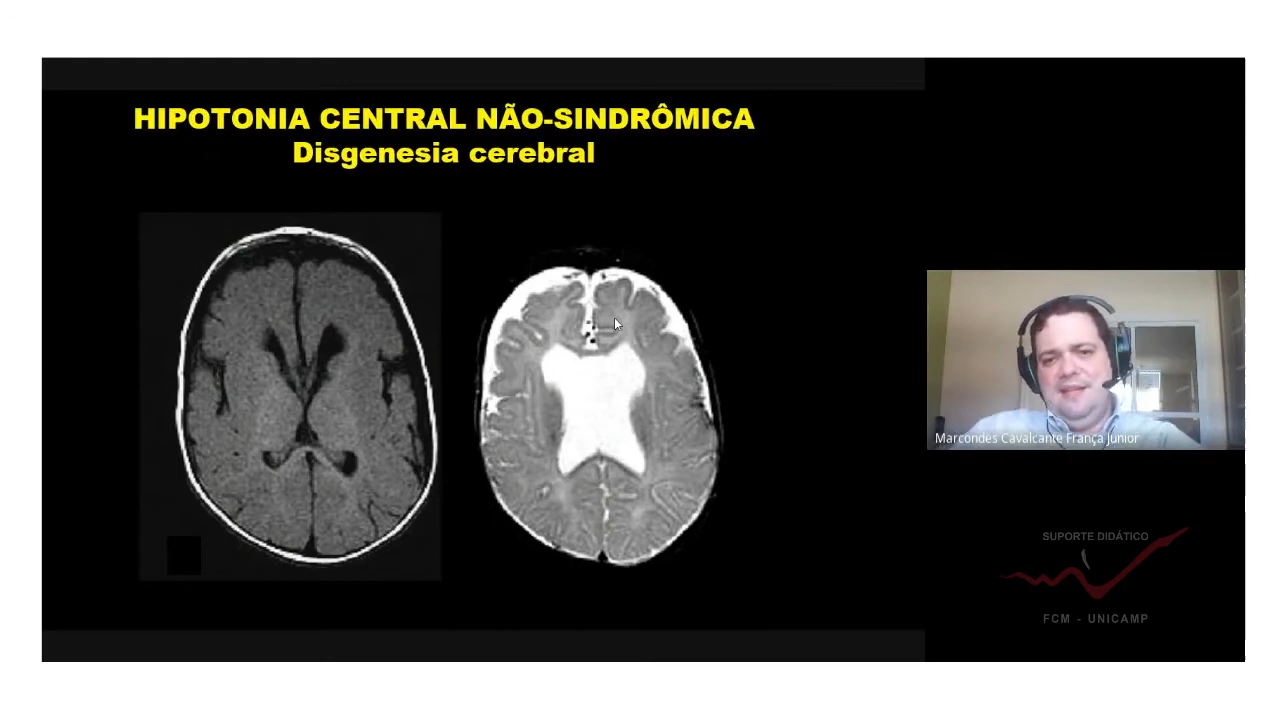 HIPOTONIA CENTRAL NÃO-SINDRÔMICA
Disgenesia cerebral
Marcondes Cavalcante França Junior
SUPORTE DIDÁTICO
FCM - UNICAMP